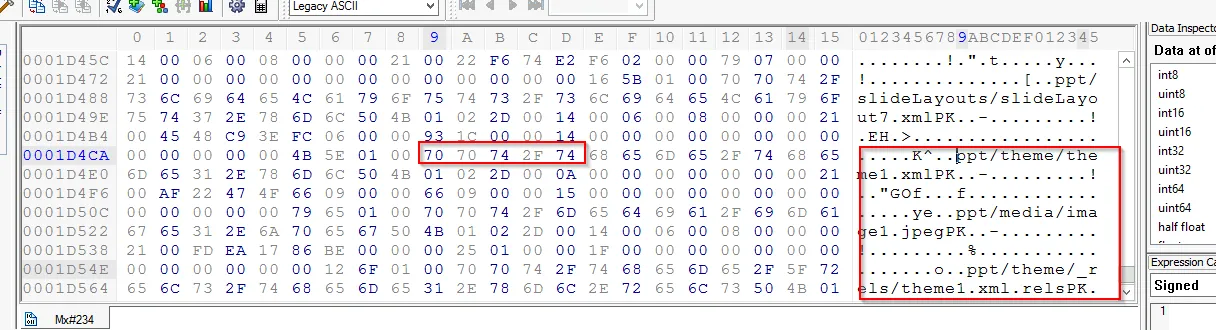 Legacy ASCII
0 1 2 3 4 5 6 7 8 9 A B C D E F 10 11 12 13 14 15 0123456789ABCDEF012345
0001D45C 14 00 06 00 08 00 00 00 21 00 22 F6 74 E2 F6 02 00 00 79 07 00 00 ........!.".t.....y...
0001D472 21 00 00 00 00 00 00 00 00 00 00 00 16 5B 01 00 70 70 74 2F !............[..ppt/
0001D488 73 6C 69 64 65 4C 61 79 6F 75 74 73 2F 73 6C 69 64 65 4C 61 79 6F slideLayouts/slideLayo
0001D49E 75 74 37 2E 78 6D 6C 50 4B 01 02 2D 00 14 00 06 00 08 00 00 00 21 ut7.xmlPK..-.........!
0001D4B4 00 45 48 C9 3E FC 06 00 00 93 1C 00 00 14 00 00 00 00 00 00 00 00 .EH.>.................
0001D4CA 00 00 00 00 00 4B 5E 01 00 70 70 74 2F 74 68 65 6D 65 2F 74 68 65 .....K^..ppt/theme/the
0001D4E0 6D 65 31 2E 78 6D 6C 50 4B 01 02 2D 00 0A 00 00 00 00 00 00 00 21 me1.xmlPK..-.........!
0001D4F6 00 AF 22 47 4F 66 09 00 00 66 09 00 00 15 00 00 00 00 00 00 00 00 .."GOf...f............
0001D50C 00 00 00 00 00 79 65 01 00 70 70 74 2F 6D 65 64 69 61 2F 69 6D 61 .....ye..ppt/media/ima
0001D522 67 65 31 2E 6A 70 65 67 50 4B 01 02 2D 00 14 00 06 00 08 00 00 00 ge1.jpegPK..-.........
0001D538 21 00 FD EA 17 86 BE 00 00 00 25 01 00 00 1F 00 00 00 00 00 00 00 !.........%...........
0001D54E 00 00 00 00 00 00 12 6F 01 00 70 70 74 2F 74 68 65 6D 65 2F 5F 72 .......o..ppt/theme/_r
0001D564 65 6C 73 2F 74 68 65 6D 65 31 2E 78 6D 6C 2E 72 65 6C 73 50 4B 01 els/theme1.xml.relsPK.
Mx#234
Data Inspector
Data at of
int8
uint8
int16
uint16
int32
uint32
int64
uint64
half float
Expression Ca
Signed
1